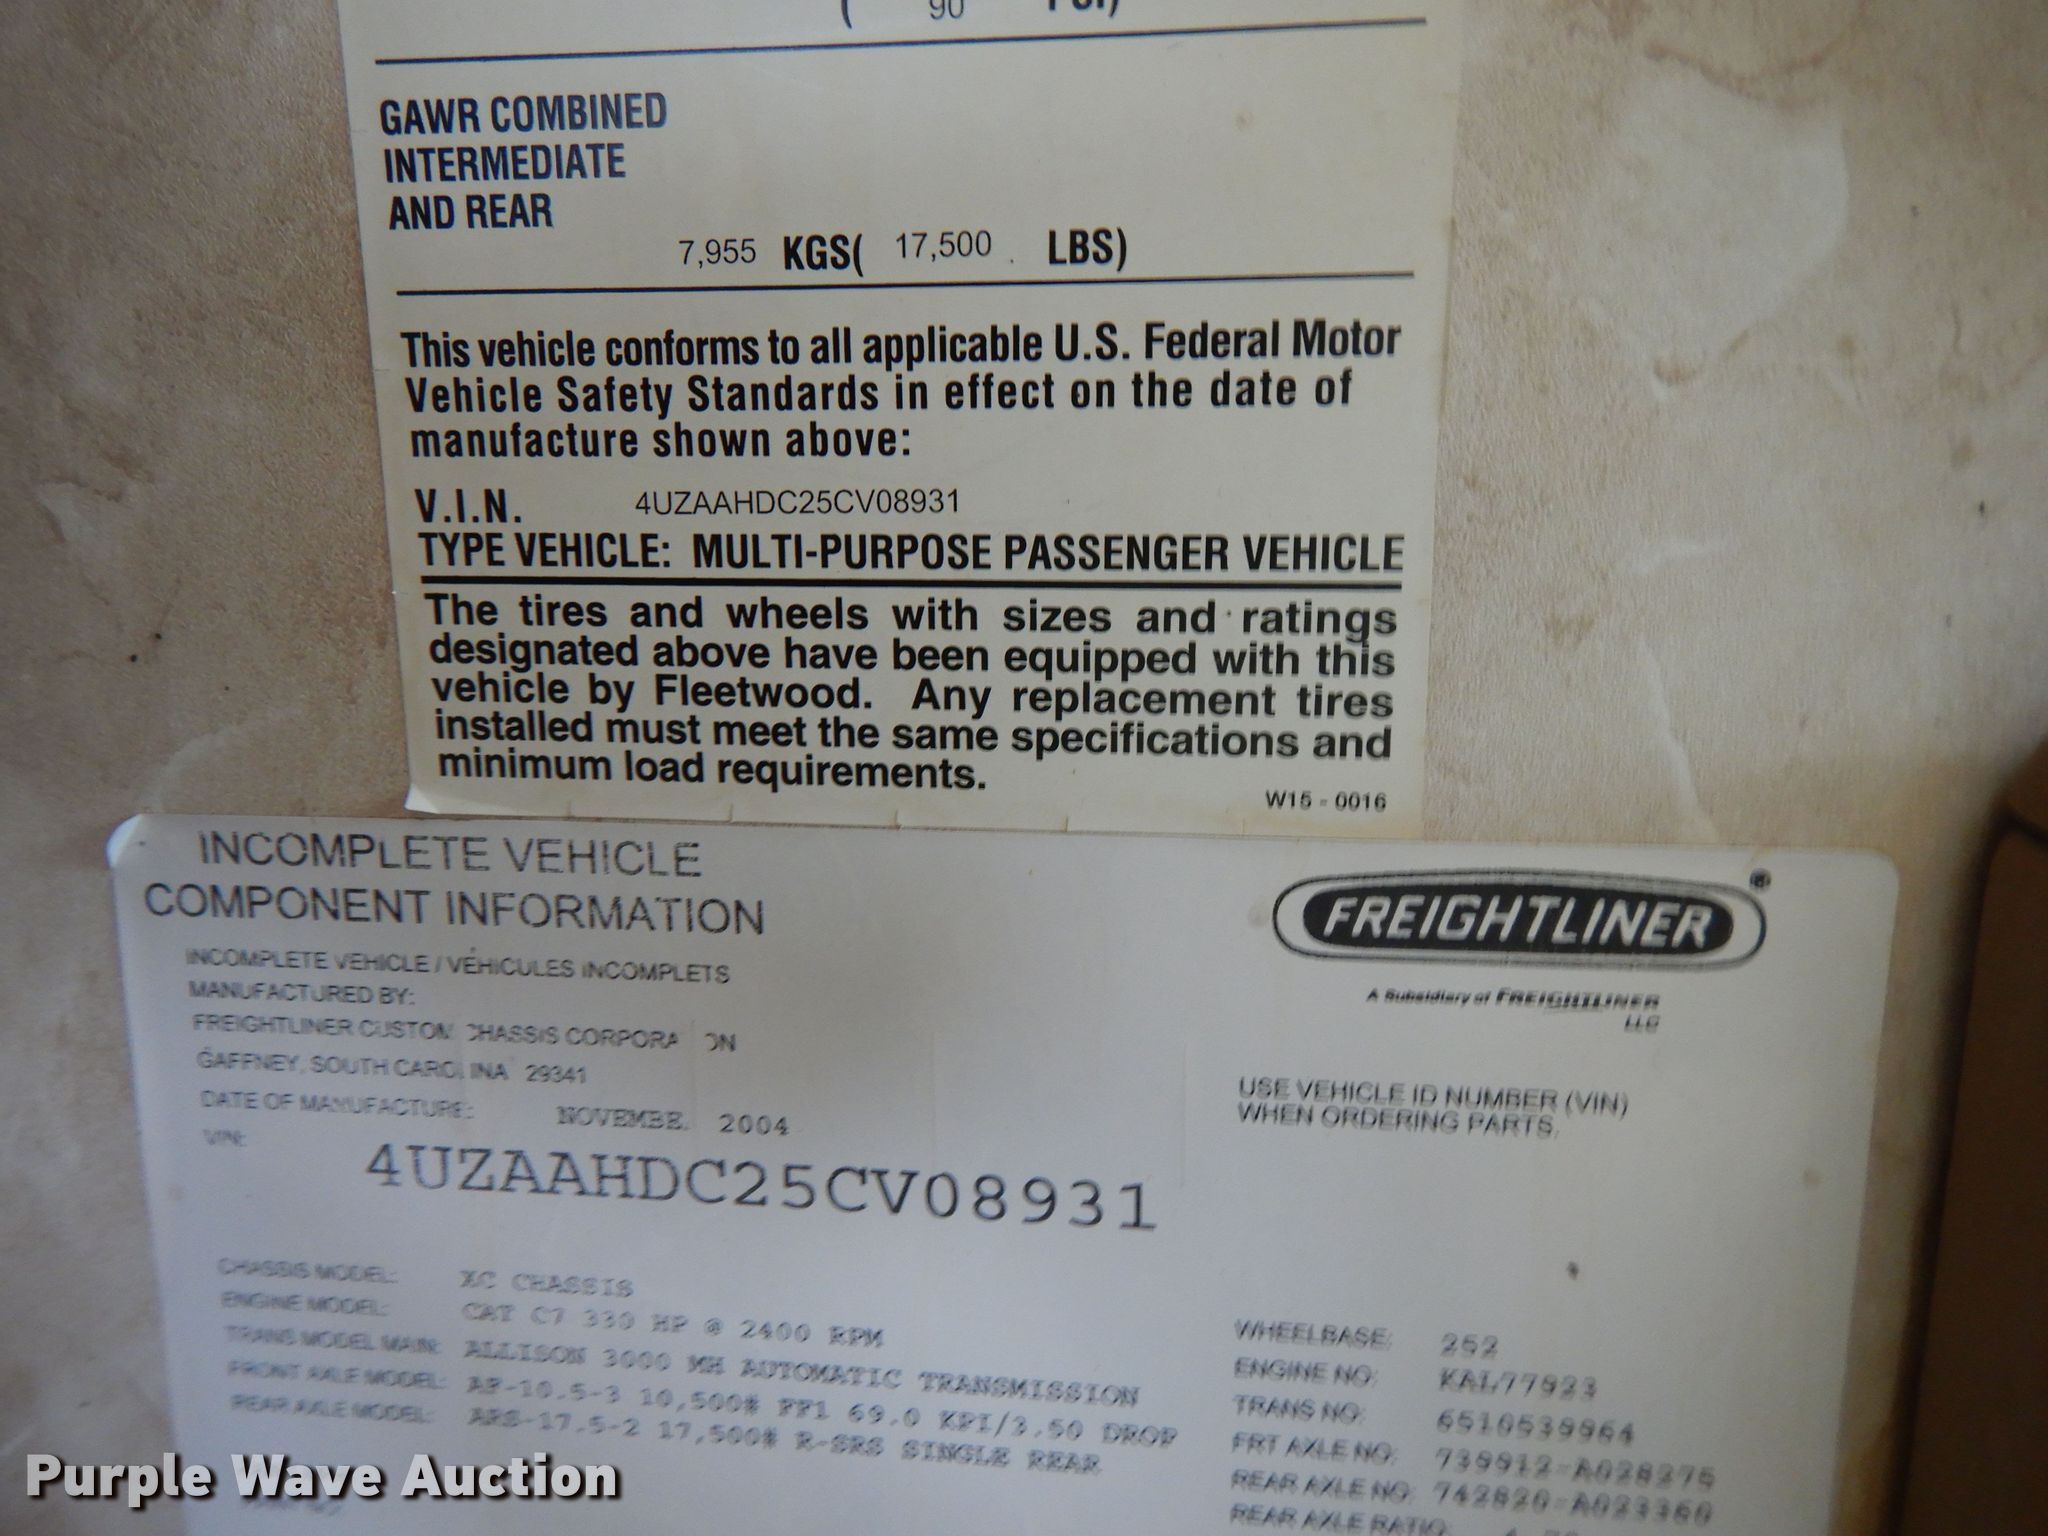 ( 90 PSI)
GAWR COMBINED
INTERMEDIATE
AND REAR
7,955 KGS( 17,500 LBS)
This vehicle conforms to all applicable U.S. Federal Motor
Vehicle Safety Standards in effect on the date of
manufacture shown above:
V.I.N. 4UZAAHDC25CV08931
TYPE VEHICLE: MULTI-PURPOSE PASSENGER VEHICLE
The tires and wheels with sizes and ratings
designated above have been equipped with this
vehicle by Fleetwood. Any replacement tires
installed must meet the same specifications and
minimum load requirements.
W15-0016
INCOMPLETE VEHICLE
COMPONENT INFORMATION
FREIGHTLINER®
A Subsidiary of FREIGHTLINER
LLC
INCOMPLETE VEHICLE / VÉHICULES INCOMPLETS
MANUFACTURED BY:
FREIGHTLINER CUSTOM CHASSIS CORPORA ON
GAFFNEY, SOUTH CAROLINA 29341
DATE OF MANUFACTURE: NOVEMBE 2004
USE VEHICLE ID NUMBER (VIN)
WHEN ORDERING PARTS.
VIN:
4UZAAHDC25CV08931
CHASSIS MODEL: XC CHASSIS
ENGINE MODEL: CAT C7 330 HP @ 2400 RPM
TRANS MODEL MAIN: ALLISON 3000 MH AUTOMATIC TRANSMISSION
FRONT AXLE MODEL: AF-10.5-3 10,500# FF1 69.0 KPI/3.50 DROP
REAR AXLE MODEL: ARS-17.5-2 17,500# R-SRS SINGLE REAR
WHEELBASE: 252
ENGINE NO: KAL77923
TRANS NO: 6510539964
FRT AXLE NO: 739912-A028275
REAR AXLE NO: 742820-A023360
REAR AXLE RATIO:
Purple Wave Auction